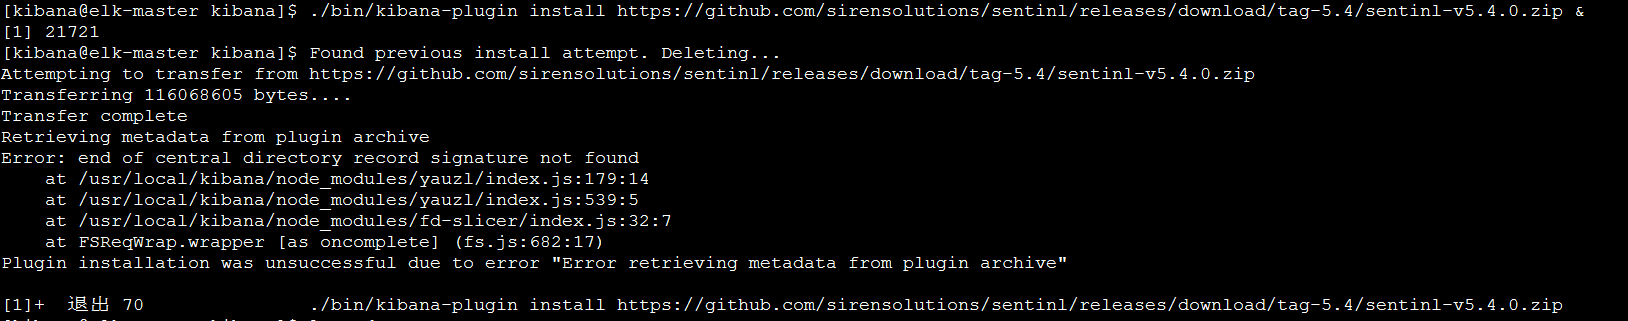 [kibana@elk-master kibana]$ ./bin/kibana-plugin install https://github.com/sirensolutions/sentinl/releases/download/tag-5.4/sentinl-v5.4.0.zip &
[1] 21721
[kibana@elk-master kibana]$ Found previous install attempt. Deleting...
Attempting to transfer from https://github.com/sirensolutions/sentinl/releases/download/tag-5.4/sentinl-v5.4.0.zip
Transferring 116068605 bytes....
Transfer complete
Retrieving metadata from plugin archive
Error: end of central directory record signature not found
    at /usr/local/kibana/node_modules/yauzl/index.js:179:14
    at /usr/local/kibana/node_modules/yauzl/index.js:539:5
    at /usr/local/kibana/node_modules/fd-slicer/index.js:32:7
    at FSReqWrap.wrapper [as oncomplete] (fs.js:682:17)
Plugin installation was unsuccessful due to error "Error retrieving metadata from plugin archive"
[1]+  退出 70               ./bin/kibana-plugin install https://github.com/sirensolutions/sentinl/releases/download/tag-5.4/sentinl-v5.4.0.zip